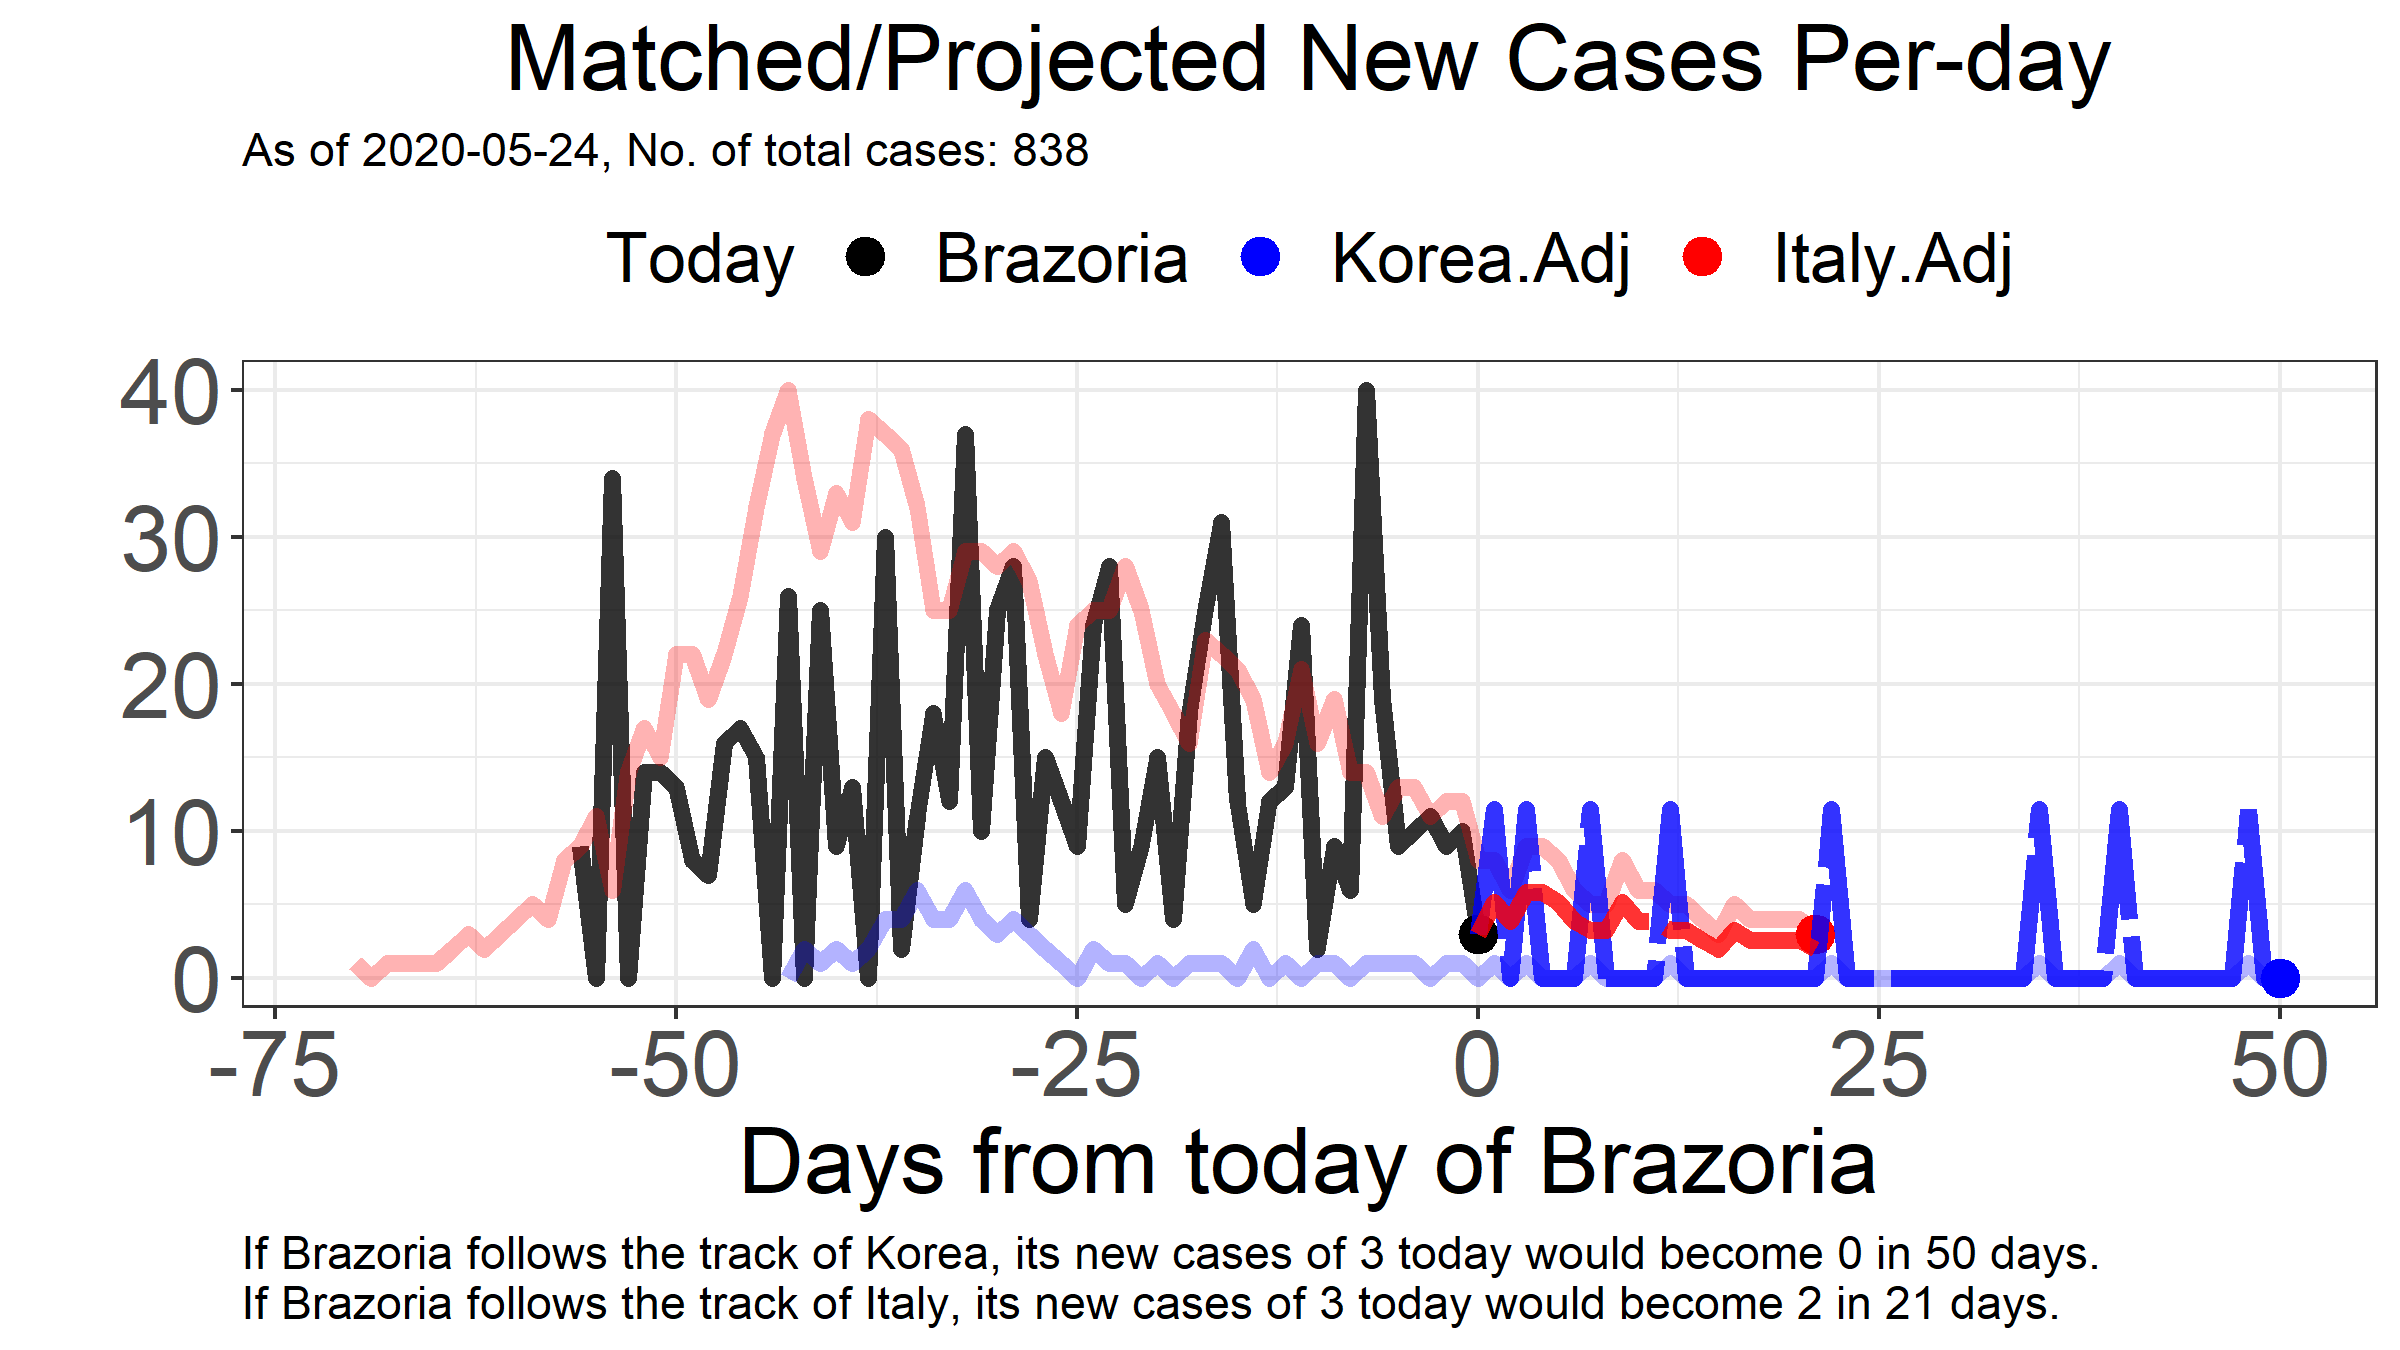 Matched/Projected New Cases Per-day
As of 2020-05-24, No. of total cases: 838
Today Brazoria Korea.Adj Italy.Adj
40
30
20
10
0
-75 -50 -25 0 25 50
Days from today of Brazoria
If Brazoria follows the track of Korea, its new cases of 3 today would become 0 in 50 days.
If Brazoria follows the track of Italy, its new cases of 3 today would become 2 in 21 days.